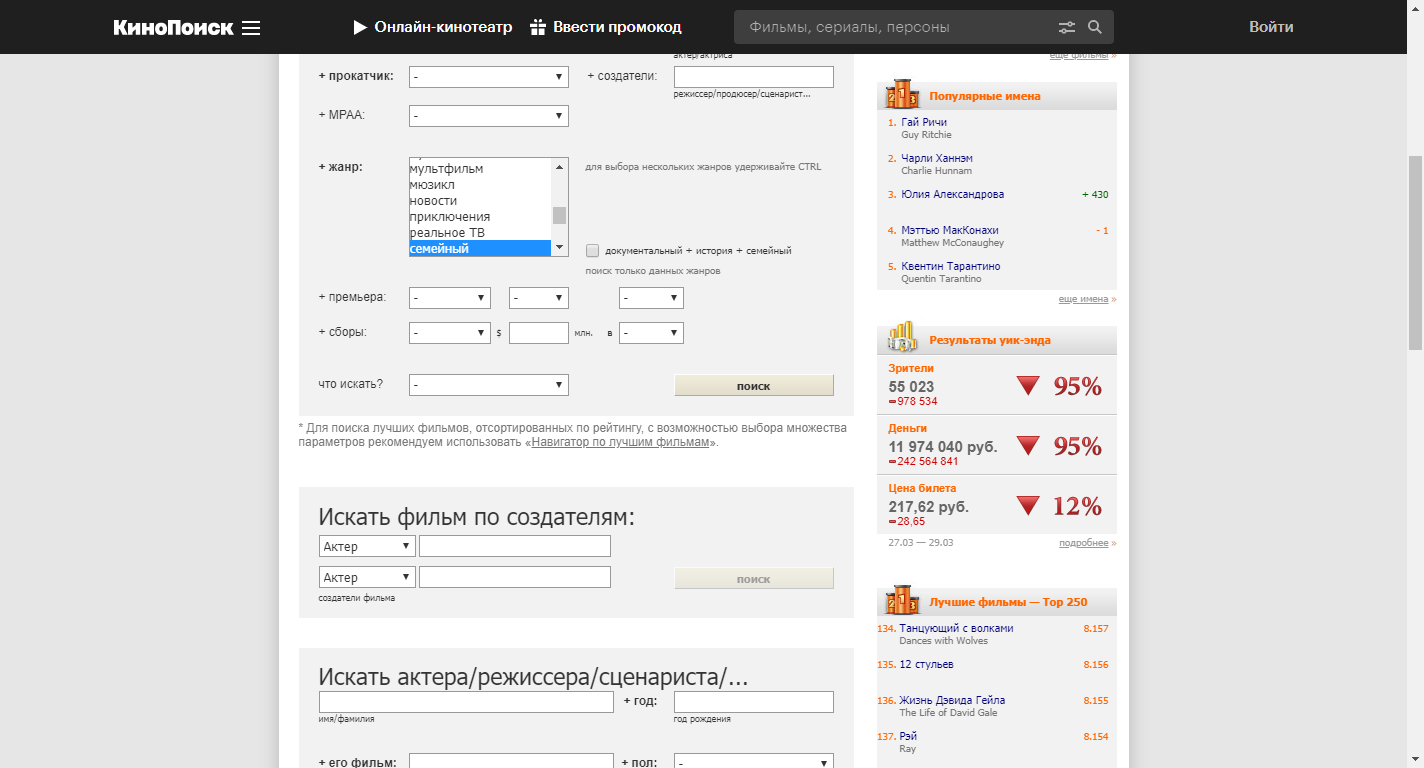 КиноПоиск
Онлайн-кинотеатр
Ввести промокод
Фильмы, сериалы, персоны
Войти
актер/актриса
+ прокатчик:
-
+ создатели:
режиссер/продюсер/сценарист...
+ MPAA:
-
+ жанр:
мультфильм
мюзикл
новости
приключения
реальное ТВ
семейный
для выбора нескольких жанров удерживайте CTRL
документальный + история + семейный
поиск только данных жанров
+ премьера:
-
-
-
+ сборы:
-
$
млн.
в
-
что искать?
-
поиск
* Для поиска лучших фильмов, отсортированных по рейтингу, с возможностью выбора множества
параметров рекомендуем использовать «Навигатор по лучшим фильмам».
Искать фильм по создателям:
Актер
Актер
поиск
создатели фильма
Искать актера/режиссера/сценариста/...
+ год:
имя/фамилия
год рождения
+ его фильм:
+ пол:
-
еще фильмы »
Популярные имена
1. Гай Ричи
Guy Ritchie
2. Чарли Ханнэм
Charlie Hunnam
3. Юлия Александрова + 430
4. Мэттью МакКонахи - 1
Matthew McConaughey
5. Квентин Тарантино
Quentin Tarantino
еще имена »
Результаты уик-энда
Зрители
55 023
978 534
95%
Деньги
11 974 040 руб.
242 564 841
95%
Цена билета
217,62 руб.
28,65
12%
27.03 — 29.03
подробнее »
Лучшие фильмы — Top 250
134. Танцующий с волками 8.157
Dances with Wolves
135. 12 стульев 8.156
136. Жизнь Дэвида Гейла 8.155
The Life of David Gale
137. Рэй 8.154
Ray